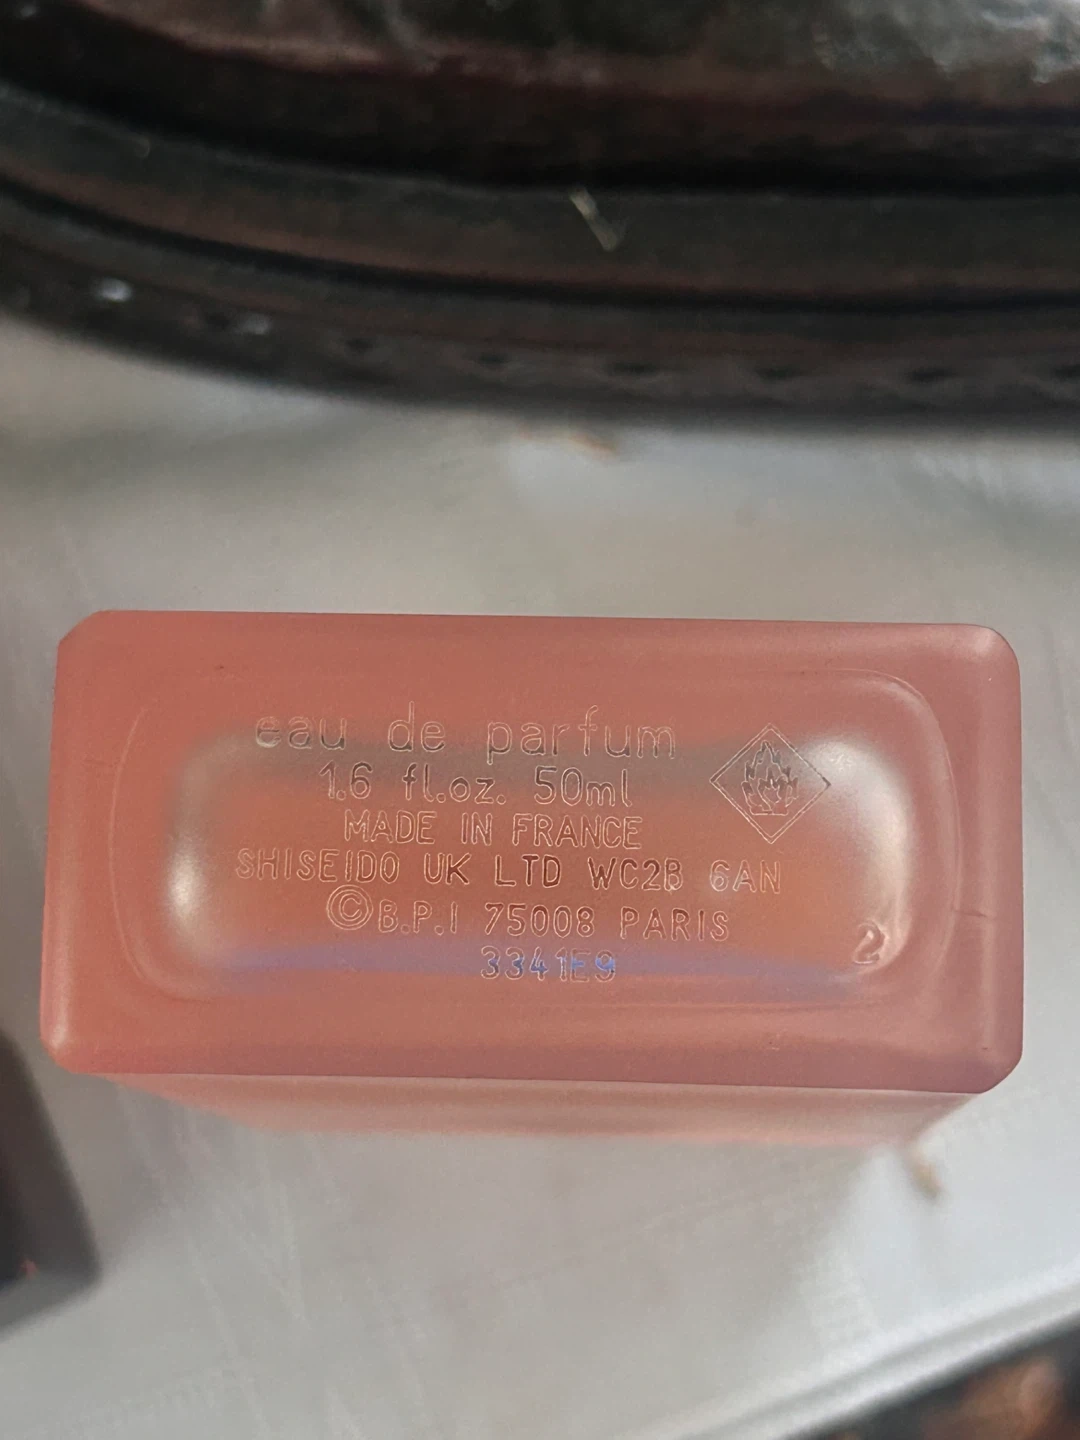 eau de parfum
1.6 fl.oz. 50ml
MADE IN FRANCE
SHISEIDO UK LTD WC2B 6AN
©B.P.I 75008 PARIS
3341E9
2